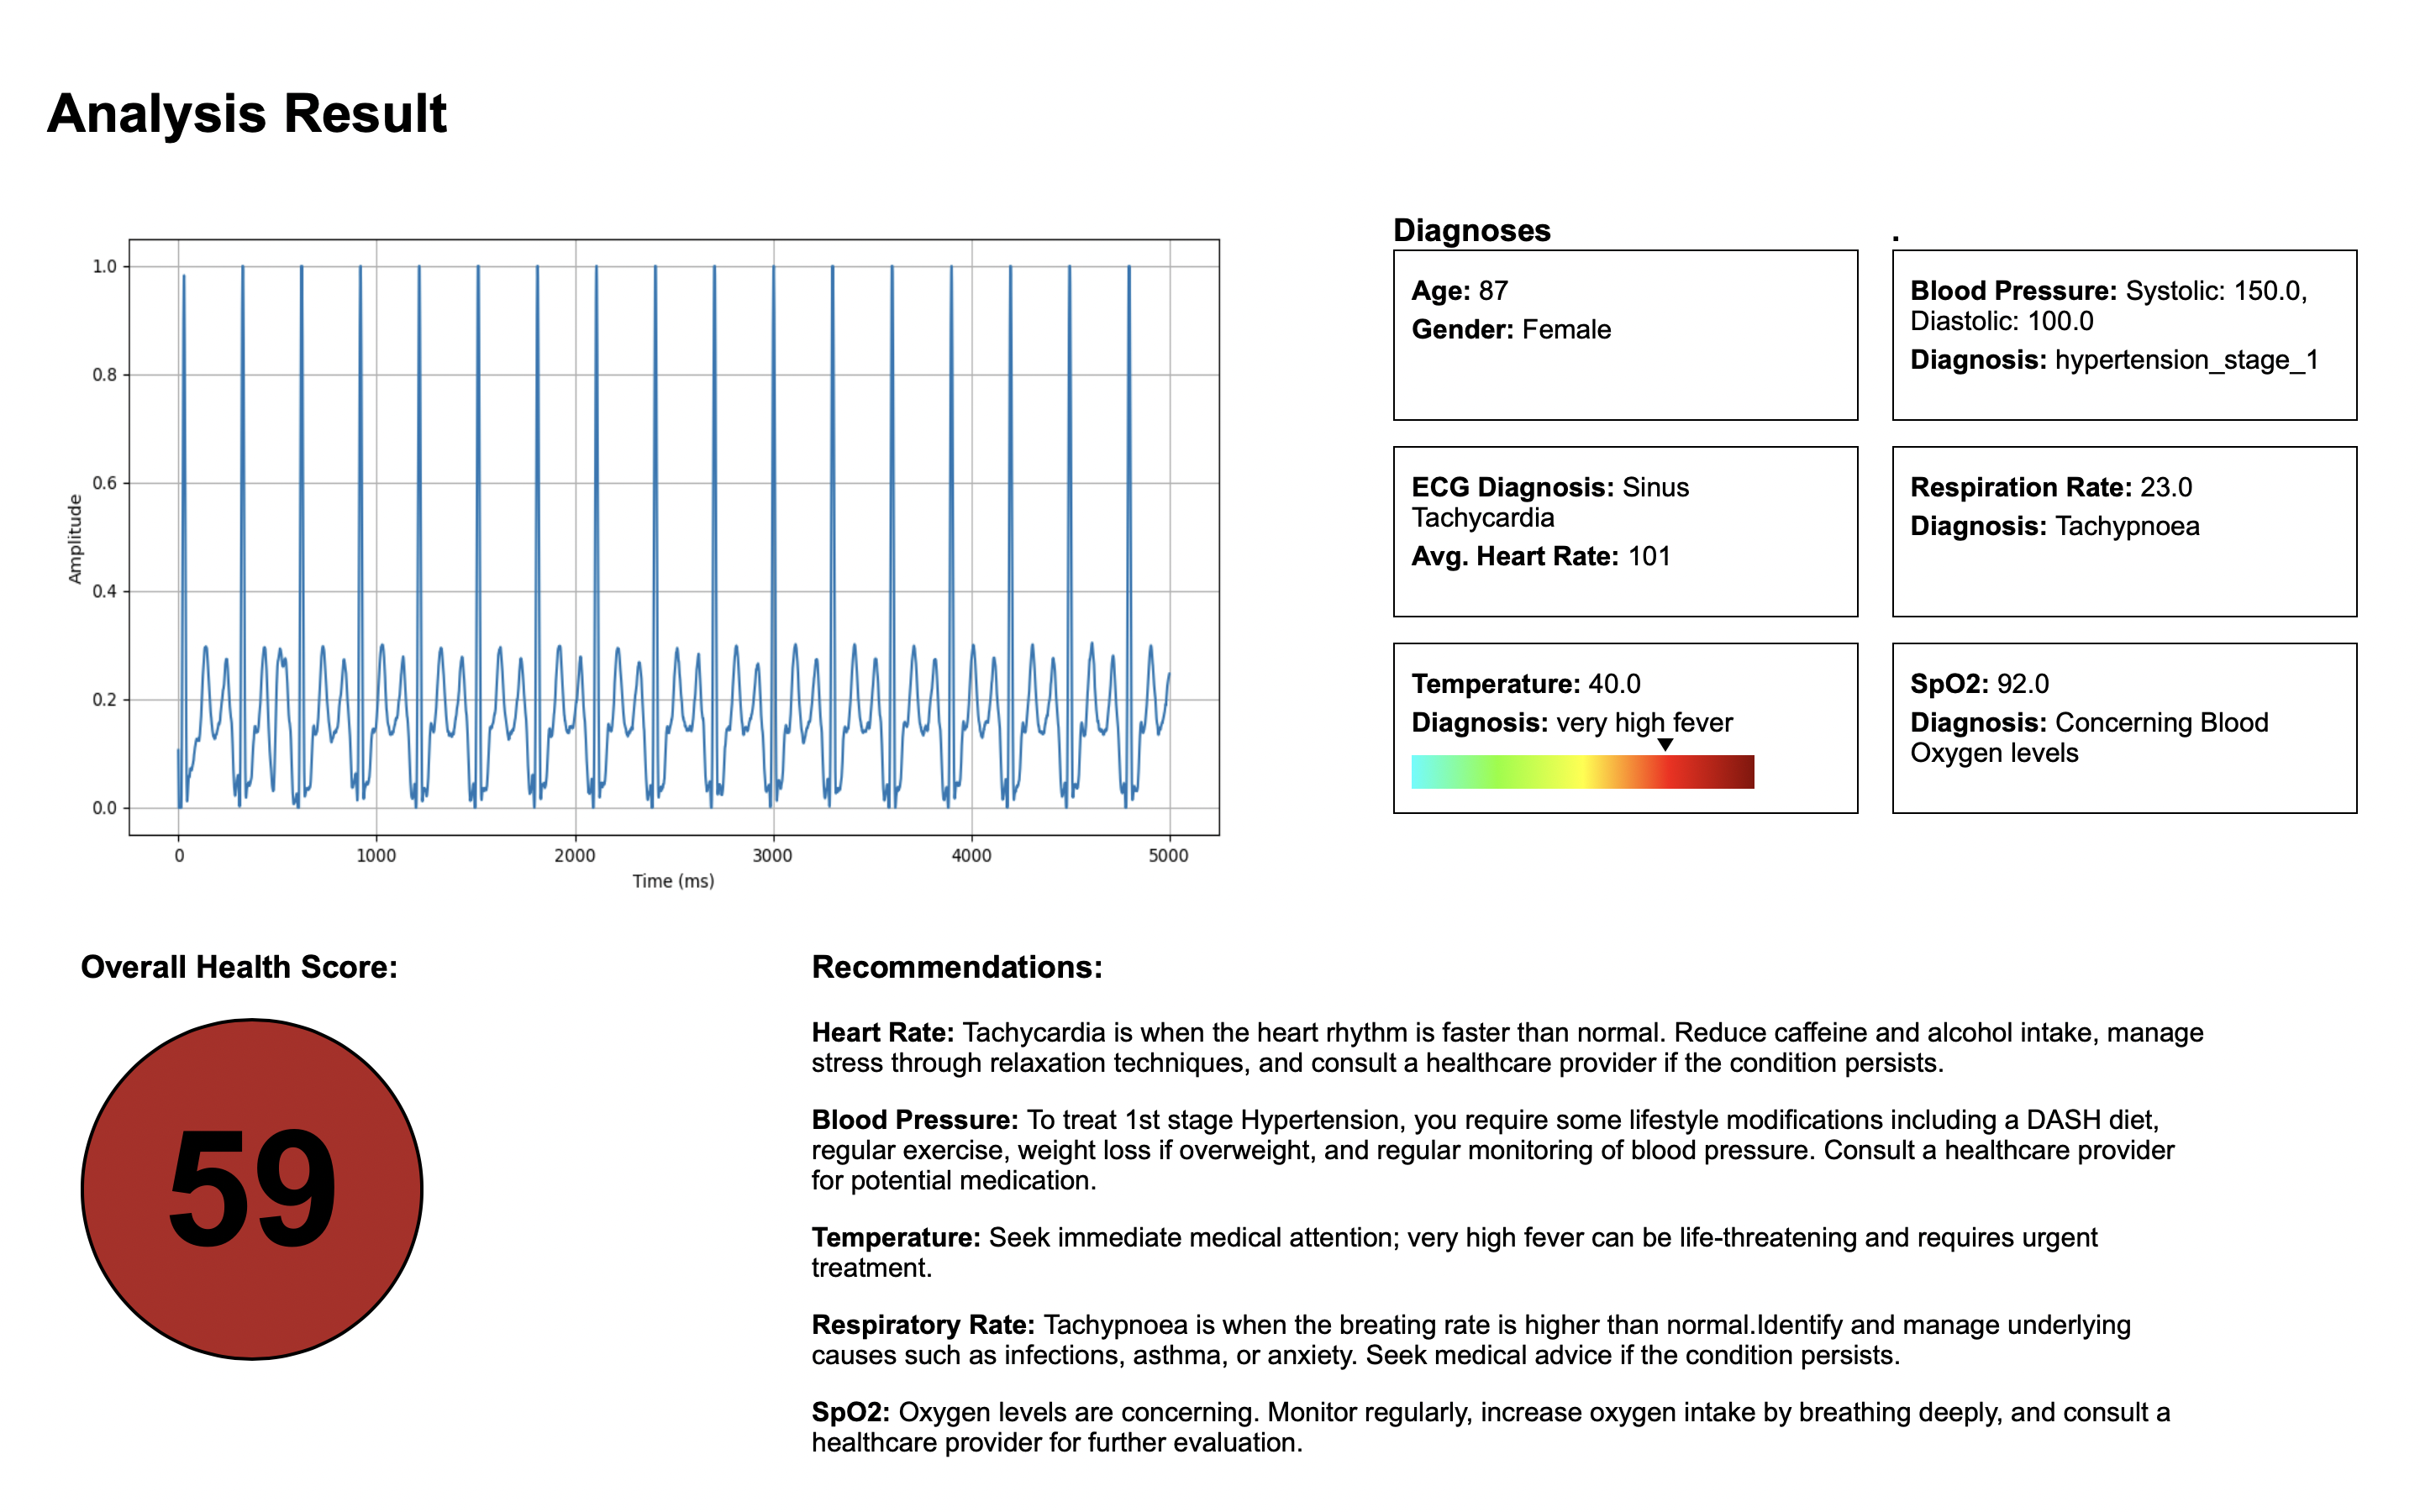 Analysis Result
1.0
0.8
0.6
0.4
0.2
0.0
Amplitude
0
1000
2000
3000
4000
5000
Time (ms)
Diagnoses
.
Age: 87
Gender: Female
Blood Pressure: Systolic: 150.0,
Diastolic: 100.0
Diagnosis: hypertension_stage_1
ECG Diagnosis: Sinus
Tachycardia
Avg. Heart Rate: 101
Respiration Rate: 23.0
Diagnosis: Tachypnoea
Temperature: 40.0
Diagnosis: very high fever
SpO2: 92.0
Diagnosis: Concerning Blood
Oxygen levels
Overall Health Score:
59
Recommendations:
Heart Rate: Tachycardia is when the heart rhythm is faster than normal. Reduce caffeine and alcohol intake, manage
stress through relaxation techniques, and consult a healthcare provider if the condition persists.
Blood Pressure: To treat 1st stage Hypertension, you require some lifestyle modifications including a DASH diet,
regular exercise, weight loss if overweight, and regular monitoring of blood pressure. Consult a healthcare provider
for potential medication.
Temperature: Seek immediate medical attention; very high fever can be life-threatening and requires urgent
treatment.
Respiratory Rate: Tachypnoea is when the breating rate is higher than normal.Identify and manage underlying
causes such as infections, asthma, or anxiety. Seek medical advice if the condition persists.
SpO2: Oxygen levels are concerning. Monitor regularly, increase oxygen intake by breathing deeply, and consult a
healthcare provider for further evaluation.